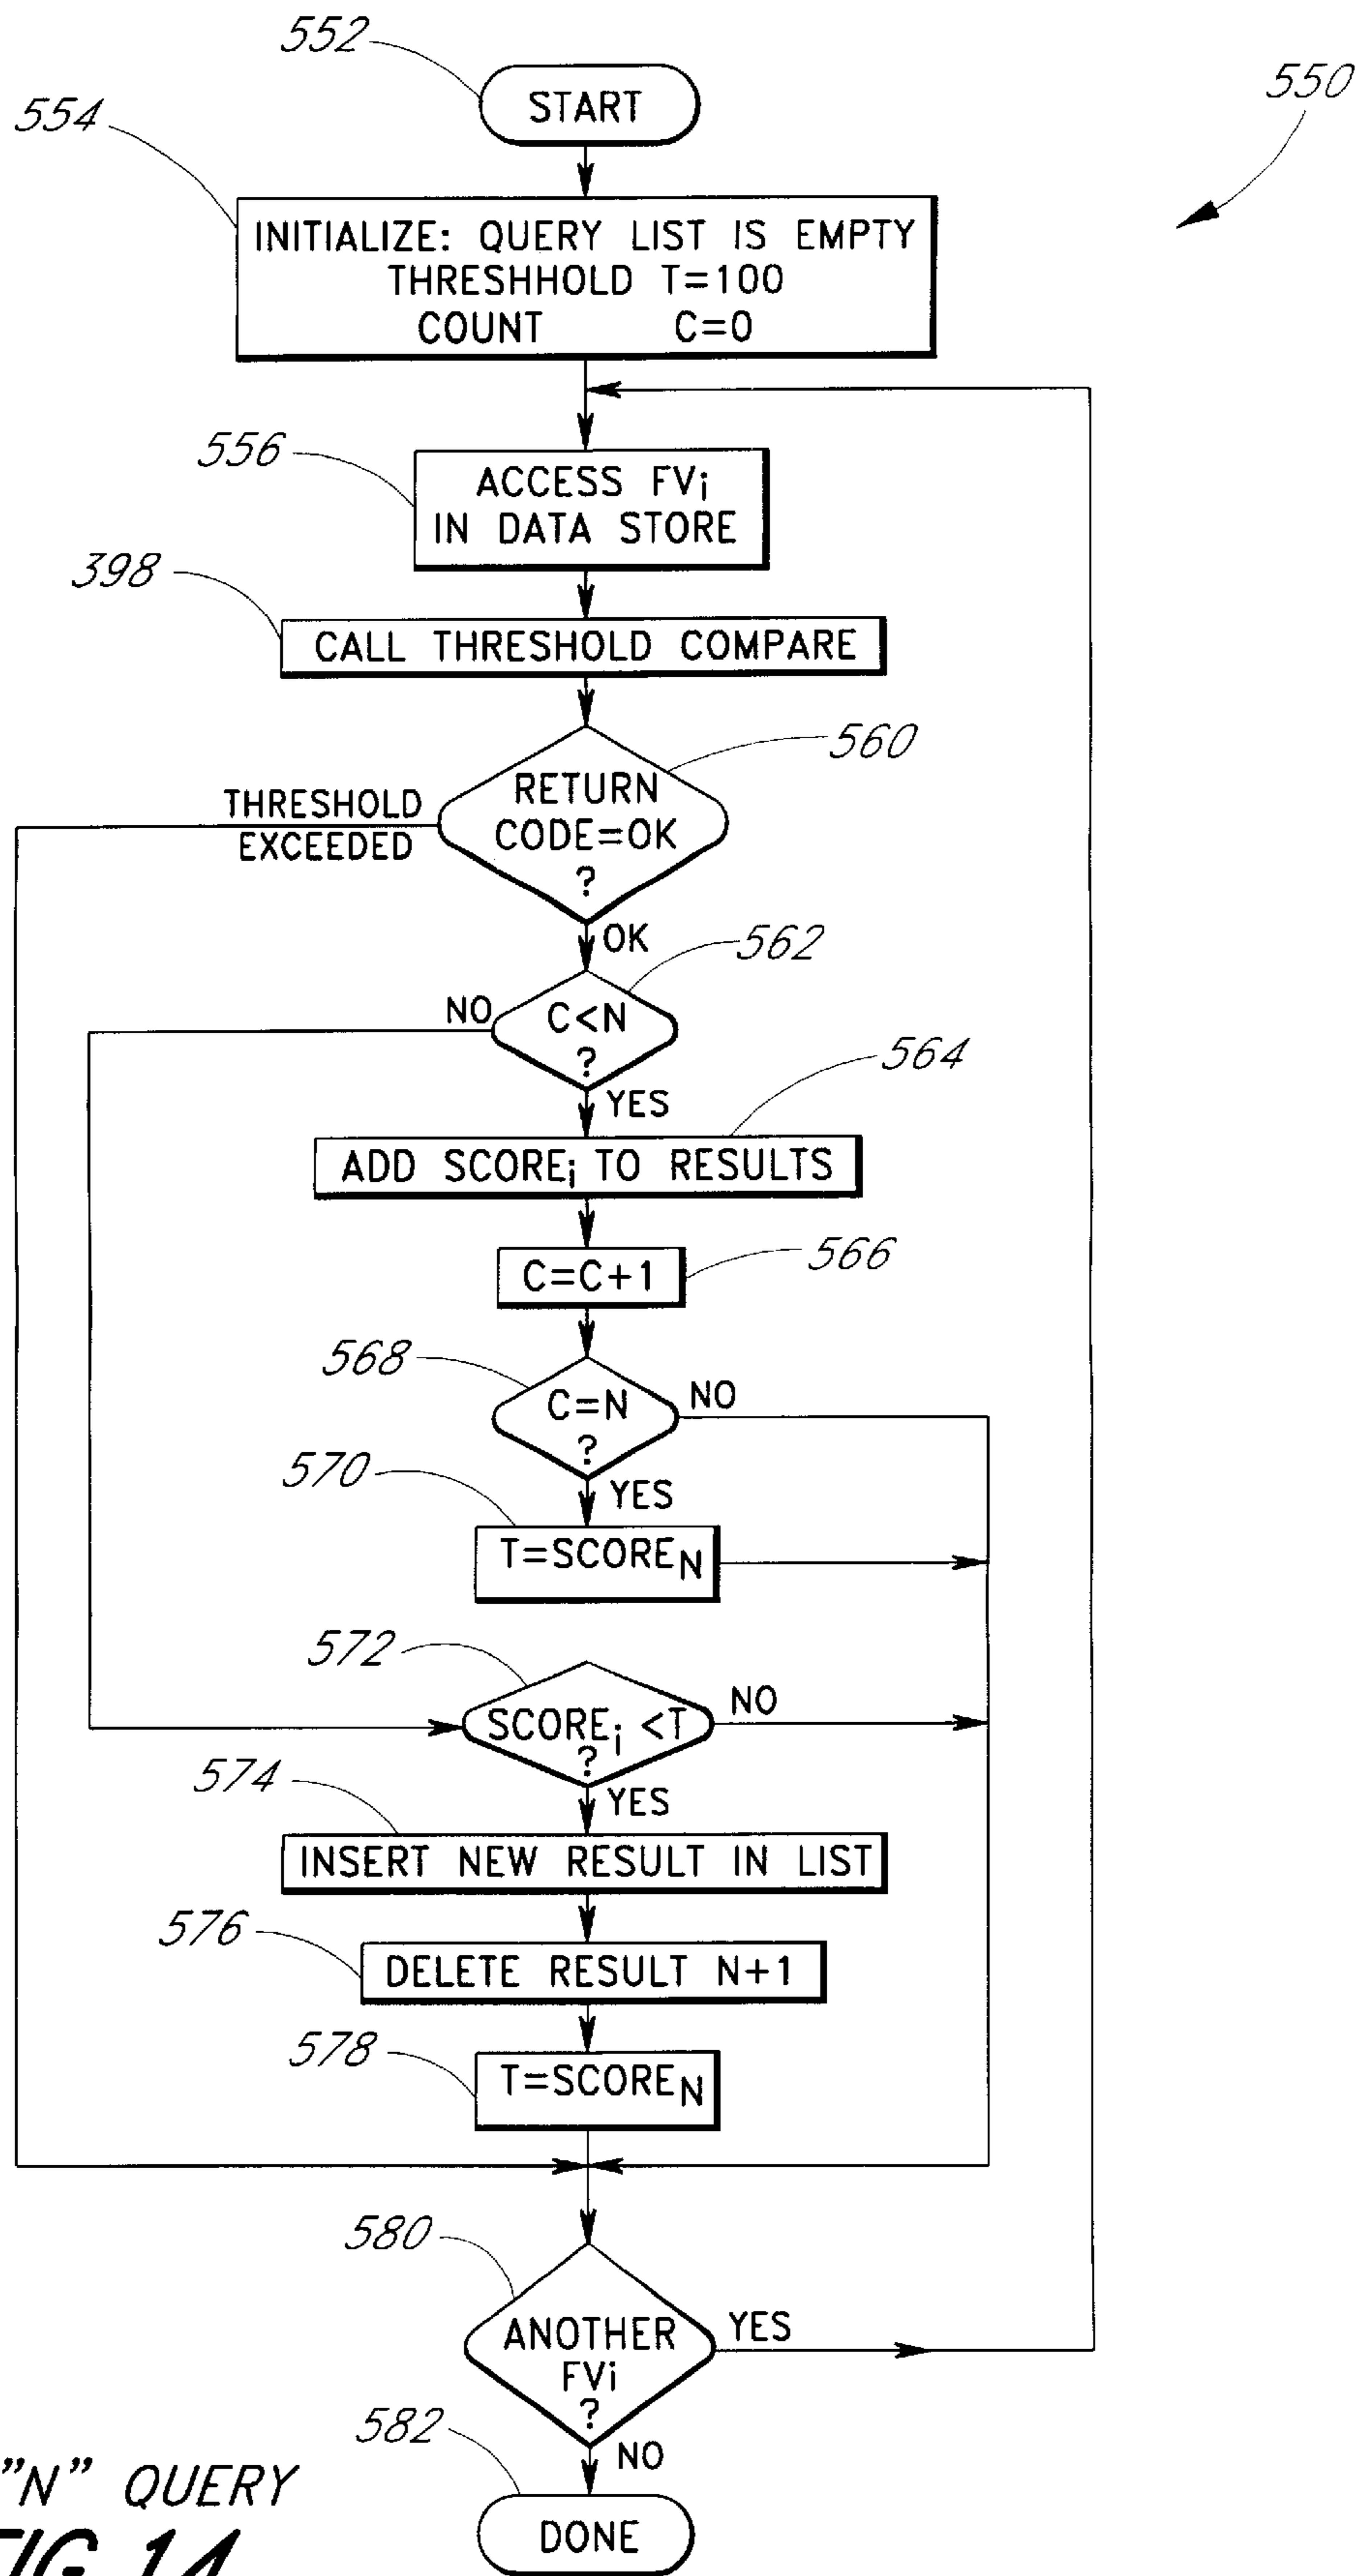 552
550
554
START
INITIALIZE: QUERY LIST IS EMPTY
THRESHHOLD T=100
COUNT C=0
556
ACCESS FVi
IN DATA STORE
398
CALL THRESHOLD COMPARE
560
RETURN
CODE=OK
?
THRESHOLD
EXCEEDED
OK
562
NO
C<N
?
564
YES
ADD SCOREi TO RESULTS
566
C=C+1
568
C=N
?
NO
570
YES
T=SCOREN
572
SCOREi <T
?
NO
574
YES
INSERT NEW RESULT IN LIST
576
DELETE RESULT N+1
578
T=SCOREN
580
ANOTHER
FVi
?
YES
582
NO
DONE
"N" QUERY
FIG. 14